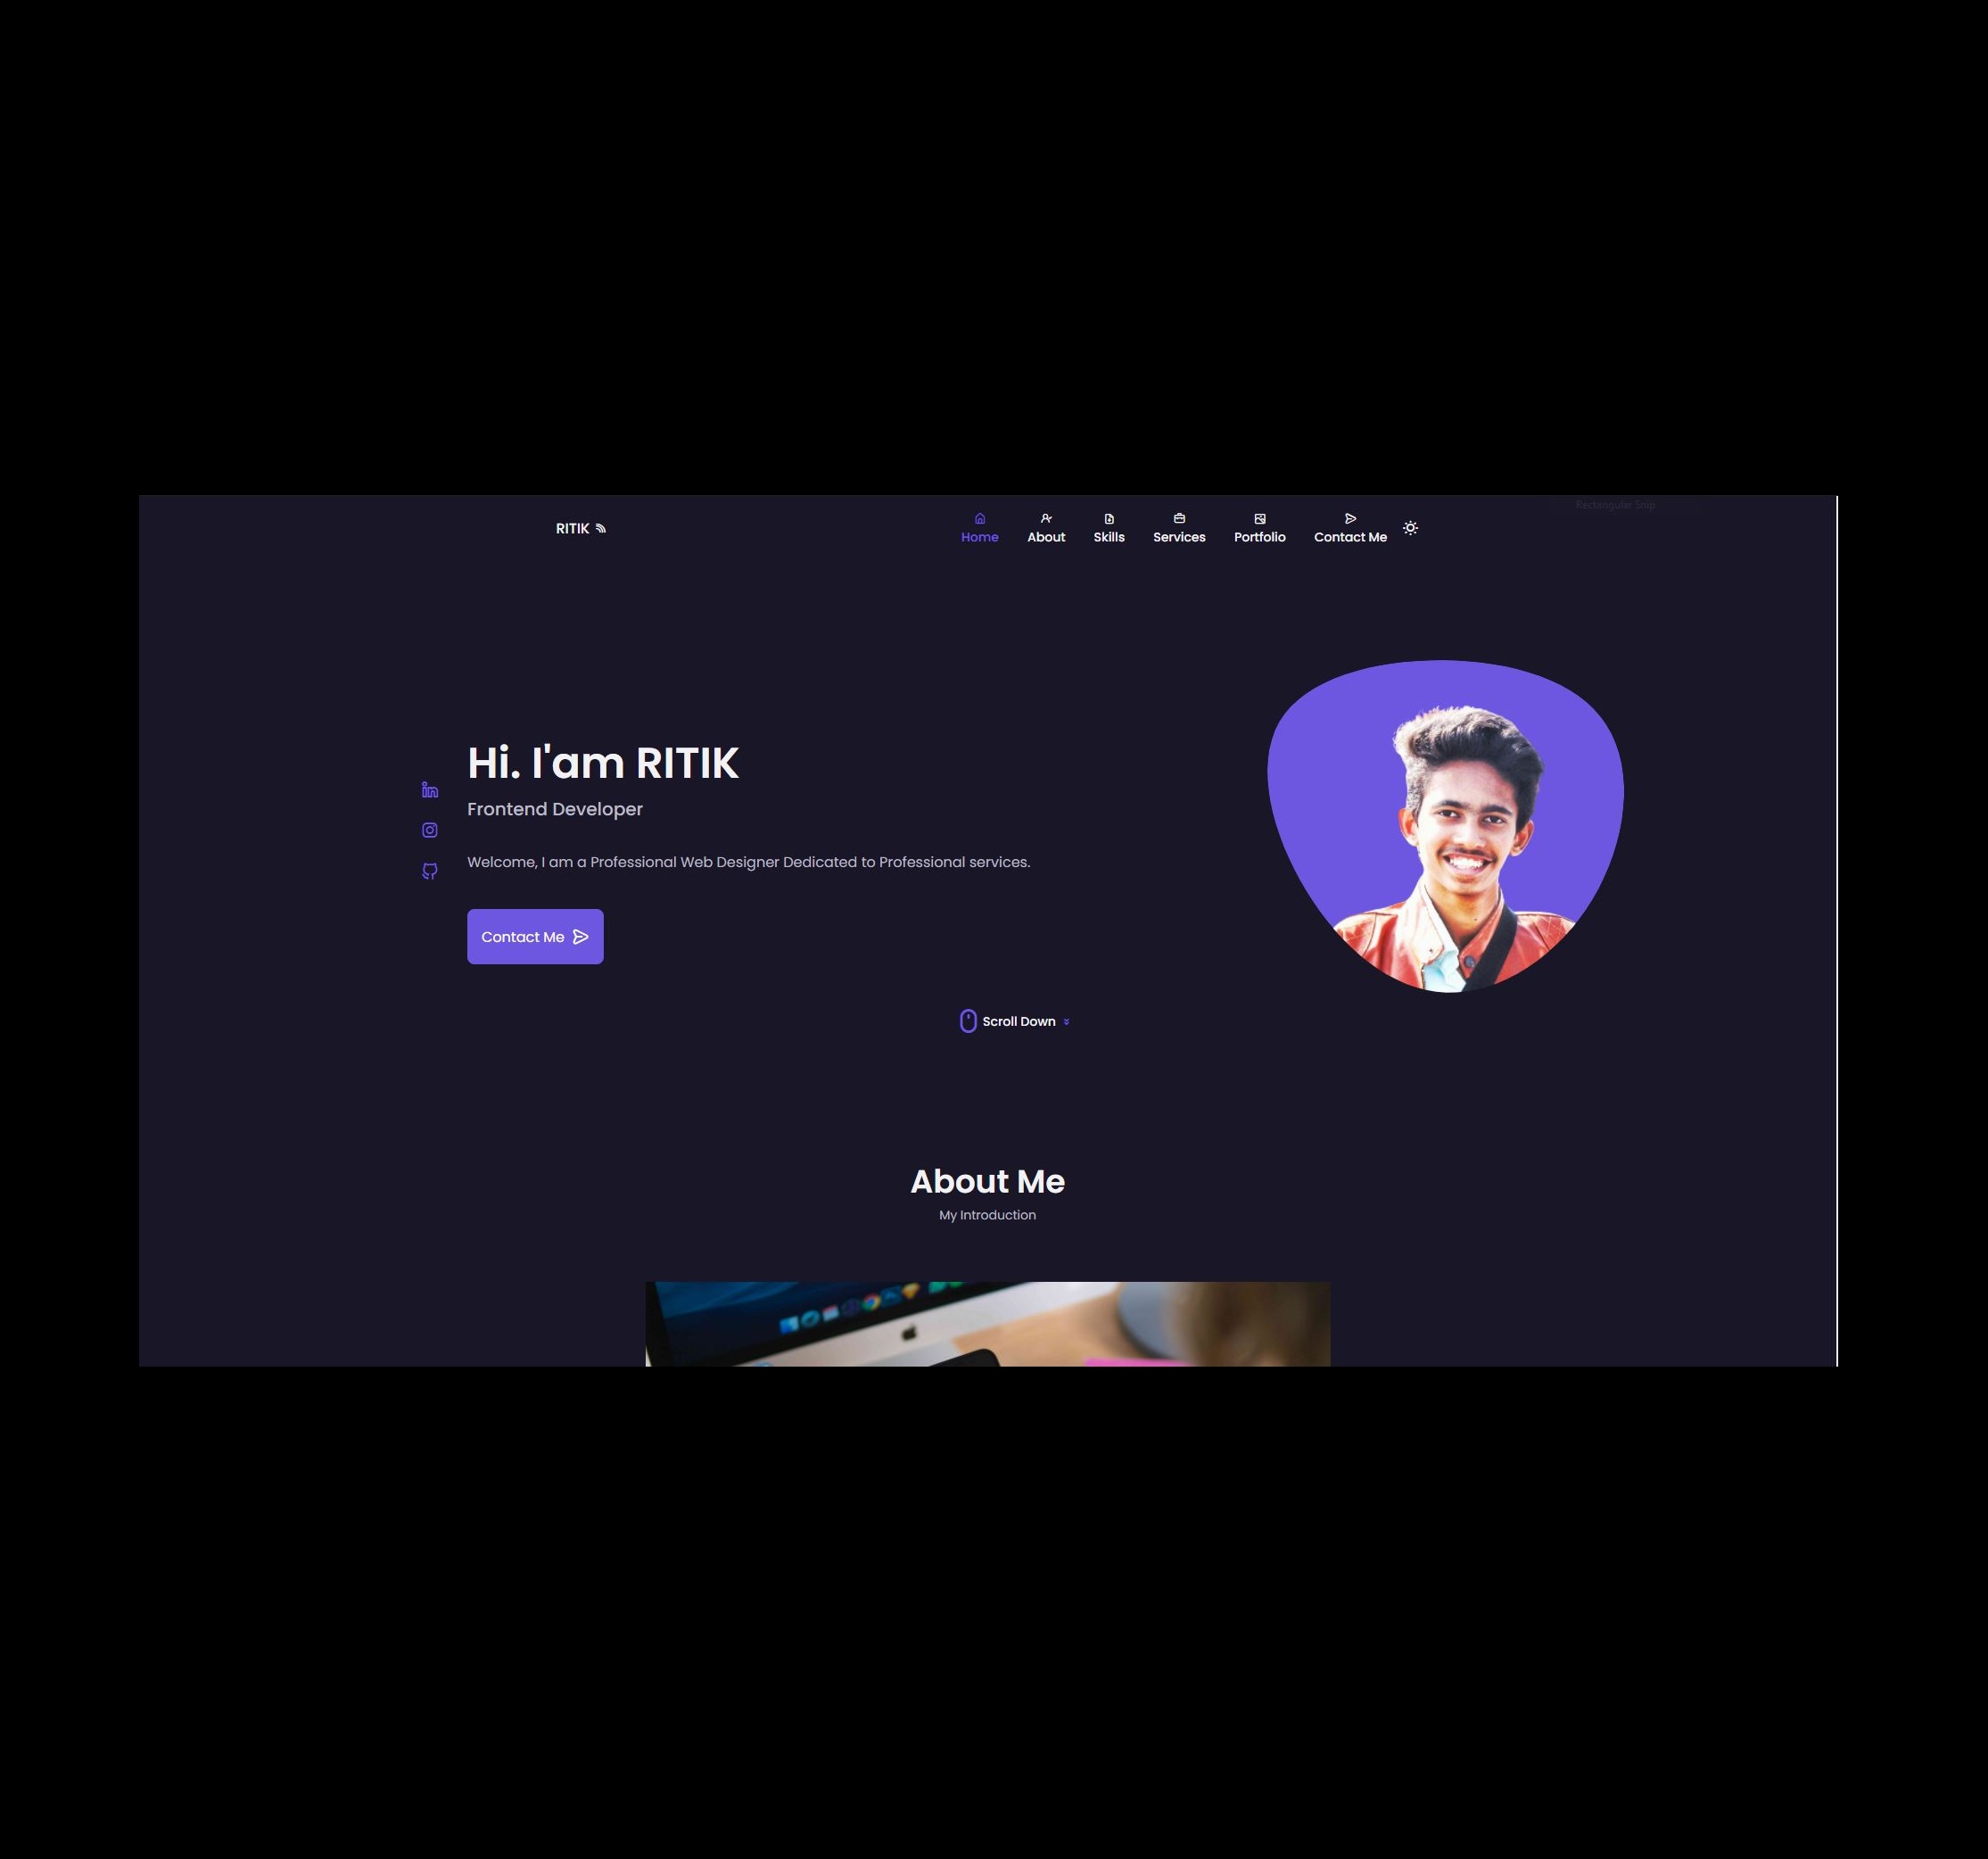 Rectangular Snip
RITIK
Home About Skills Services Portfolio Contact Me
Hi. I'am RITIK
Frontend Developer
Welcome, I am a Professional Web Designer Dedicated to Professional services.
Contact Me
Scroll Down
About Me
My Introduction